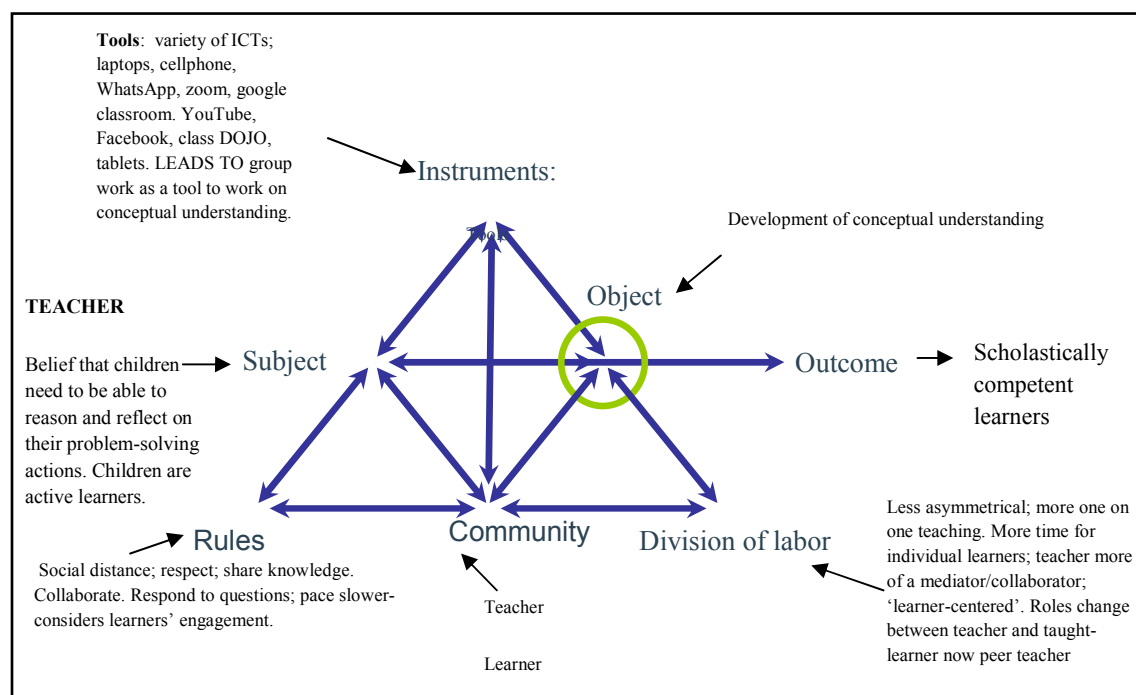 Tools: variety of ICTs;
laptops, cellphone,
WhatsApp, zoom, google
classroom. YouTube,
Facebook, class DOJO,
tablets. LEADS TO group
work as a tool to work on
conceptual understanding.
Instruments:
Tools
Development of conceptual understanding
Object
TEACHER
Belief that children
need to be able to
reason and reflect on
their problem-solving
actions. Children are
active learners.
Subject
Outcome
Scholastically
competent
learners
Rules
Community
Division of labor
Social distance; respect; share knowledge.
Collaborate. Respond to questions; pace slower-
considers learners’ engagement.
Teacher
Learner
Less asymmetrical; more one on
one teaching. More time for
individual learners; teacher more
of a mediator/collaborator;
‘learner-centered’. Roles change
between teacher and taught-
learner now peer teacher